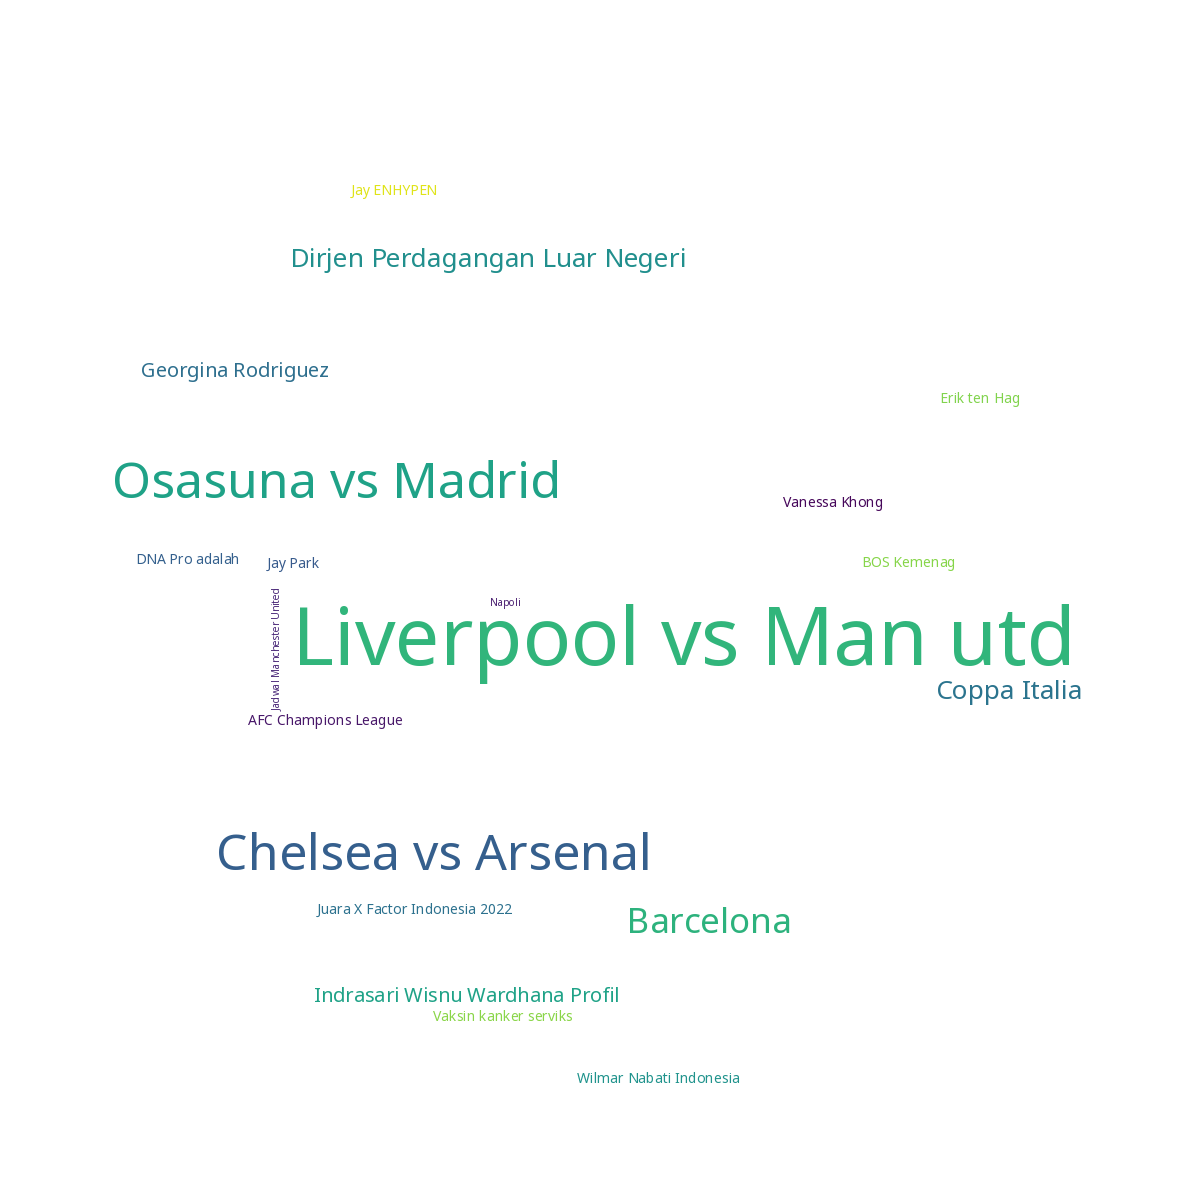 Jay ENHYPEN
Dirjen Perdagangan Luar Negeri
Georgina Rodriguez
Erik ten Hag
Osasuna vs Madrid
Vanessa Khong
DNA Pro adalah
Jay Park
BOS Kemenag
Napoli
Liverpool vs Man utd
Jadwal Manchester United
Coppa Italia
AFC Champions League
Chelsea vs Arsenal
Juara X Factor Indonesia 2022
Barcelona
Indrasari Wisnu Wardhana Profil
Vaksin kanker serviks
Wilmar Nabati Indonesia